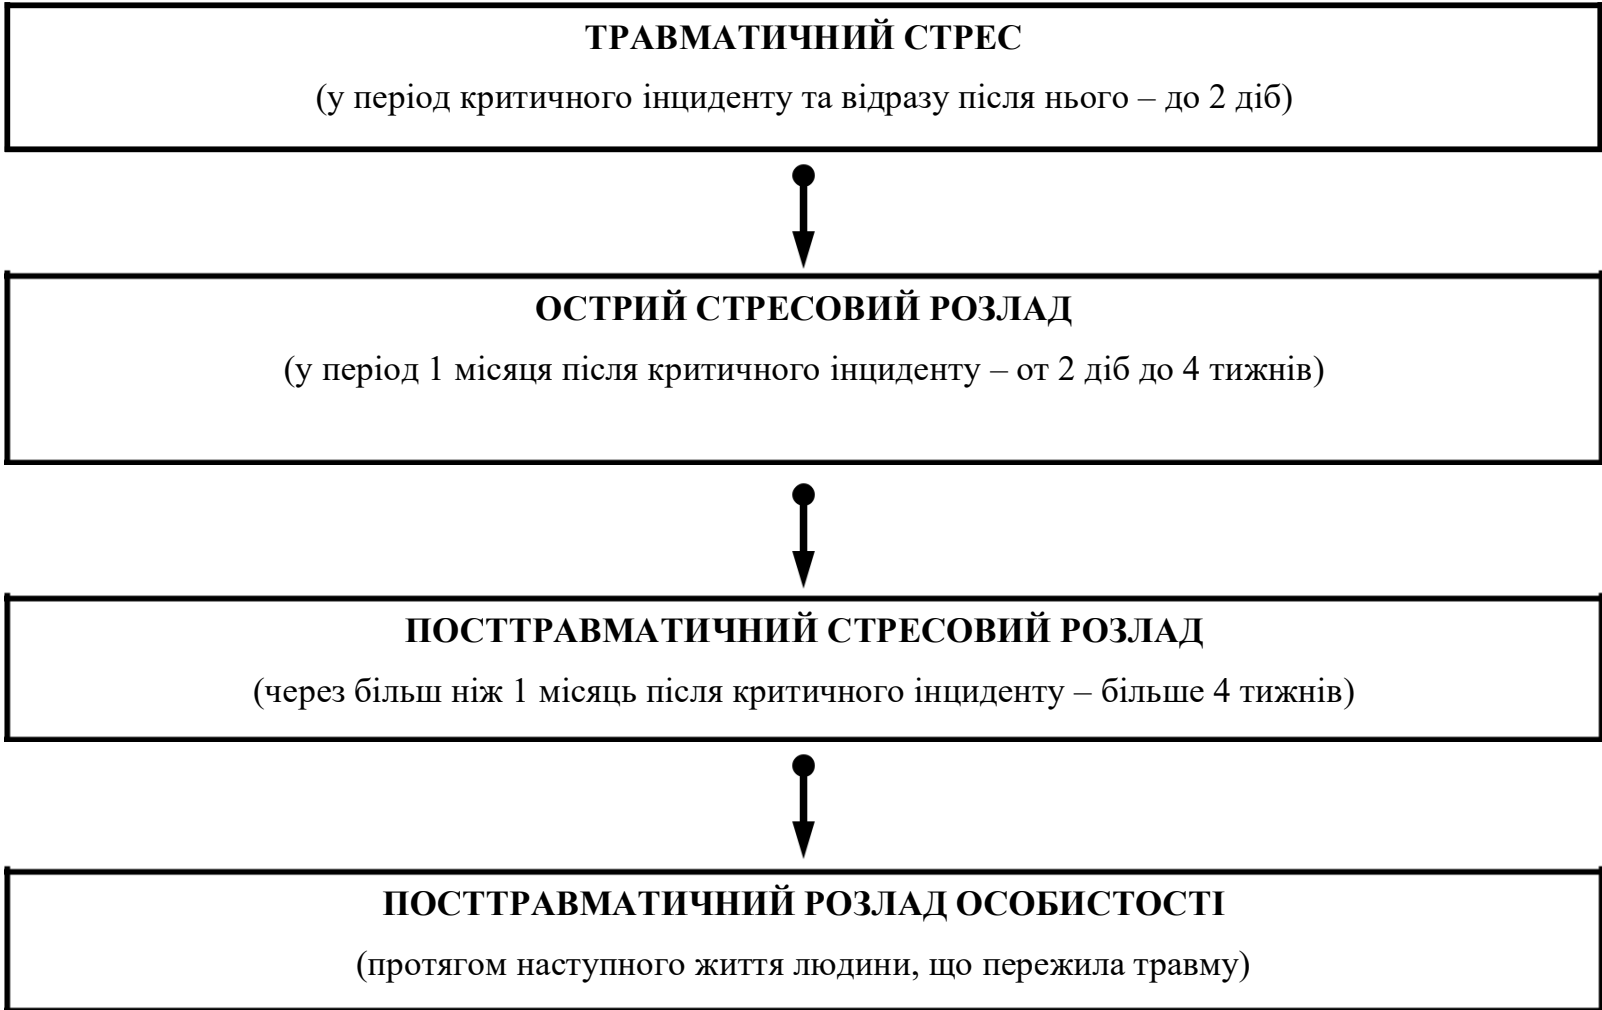 ТРАВМАТИЧНИЙ СТРЕС
(у період критичного інциденту та відразу після нього – до 2 діб)
ОСТРИЙ СТРЕСОВИЙ РОЗЛАД
(у період 1 місяця після критичного інциденту – от 2 діб до 4 тижнів)
ПОСТТРАВМАТИЧНИЙ СТРЕСОВИЙ РОЗЛАД
(через більш ніж 1 місяць після критичного інциденту – більше 4 тижнів)
ПОСТТРАВМАТИЧНИЙ РОЗЛАД ОСОБИСТОСТІ
(протягом наступного життя людини, що пережила травму)